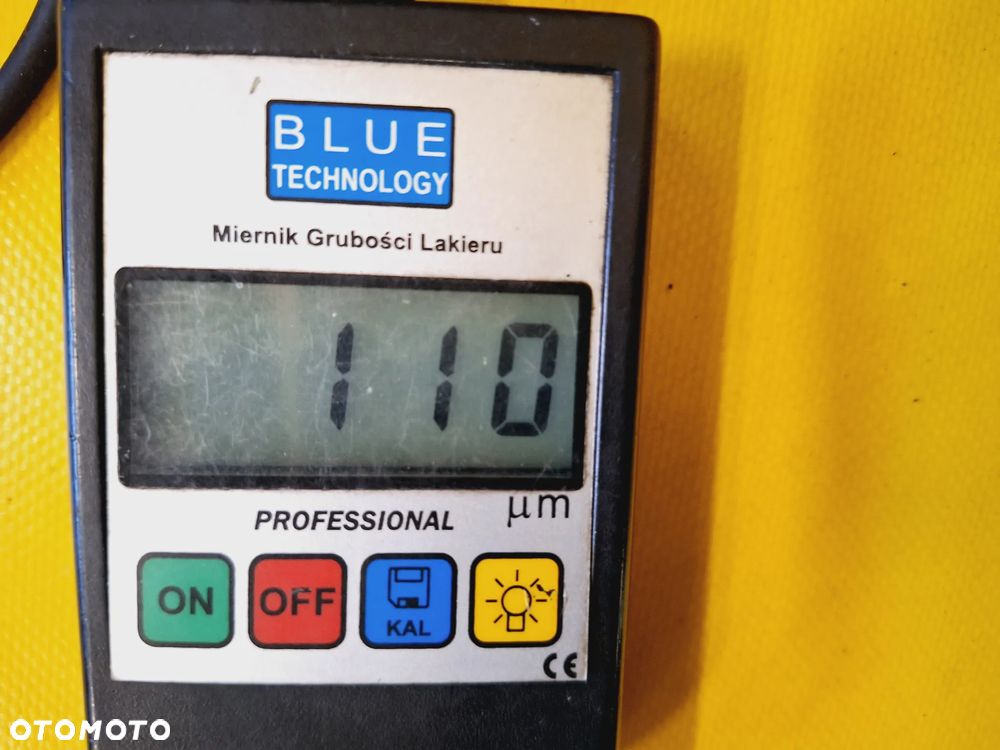 BLUE
TECHNOLOGY
Miernik Grubości Lakieru
110
μm
PROFESSIONAL
ON OFF KAL
CE
OTOMOTO